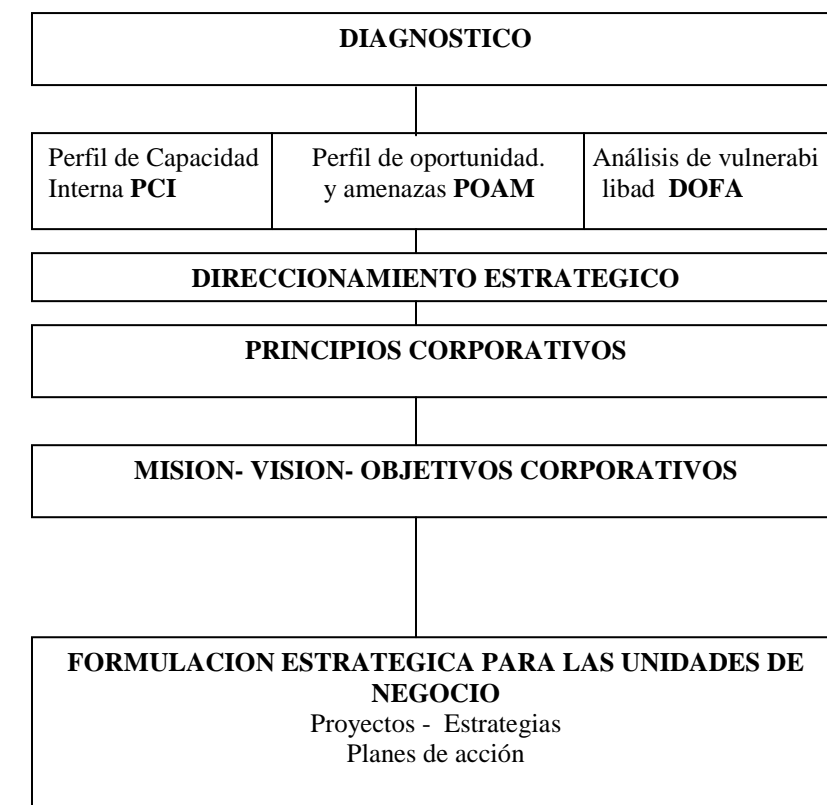 DIAGNOSTICO
Perfil de Capacidad
Interna PCI
Perfil de oportunidad.
y amenazas POAM
Análisis de vulnerabi
libad DOFA
DIRECCIONAMIENTO ESTRATEGICO
PRINCIPIOS CORPORATIVOS
MISION- VISION- OBJETIVOS CORPORATIVOS
FORMULACION ESTRATEGICA PARA LAS UNIDADES DE
NEGOCIO
Proyectos - Estrategias
Planes de acción